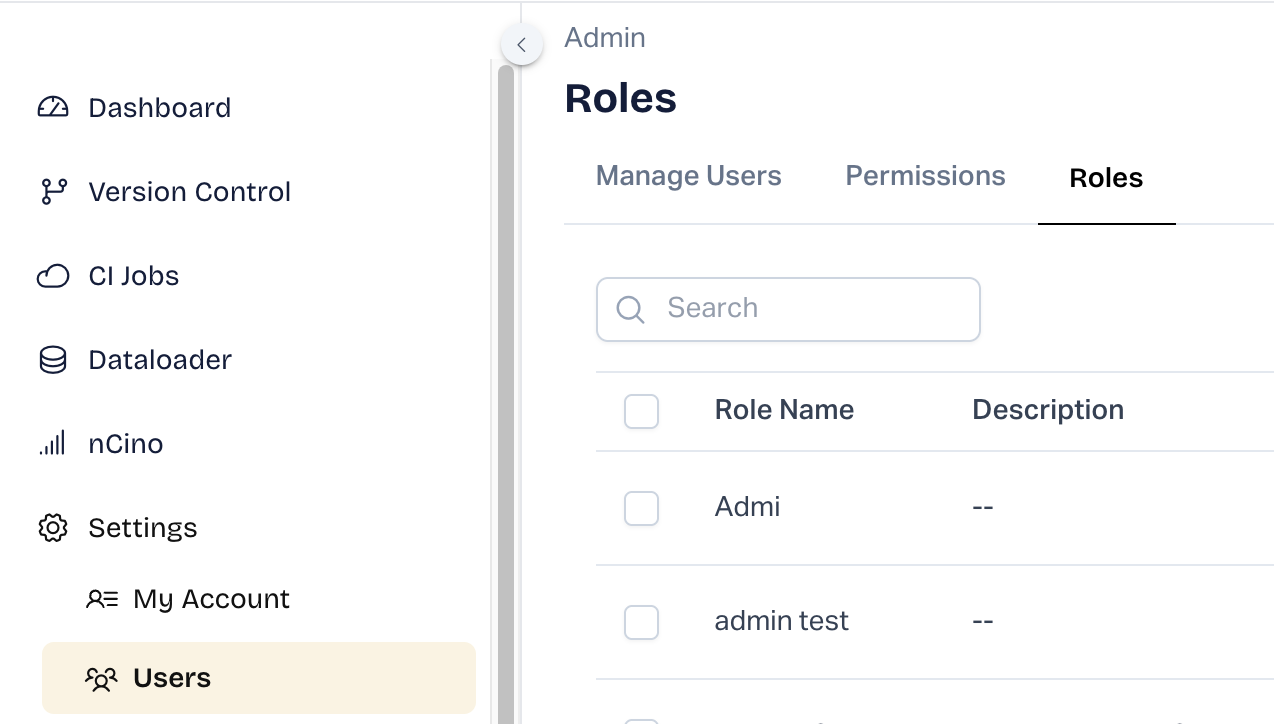 Dashboard
Version Control
CI Jobs
Dataloader
nCino
Settings
My Account
Users
Admin
Roles
Manage Users Permissions Roles
Search
Role Name Description
Admi --
admin test --